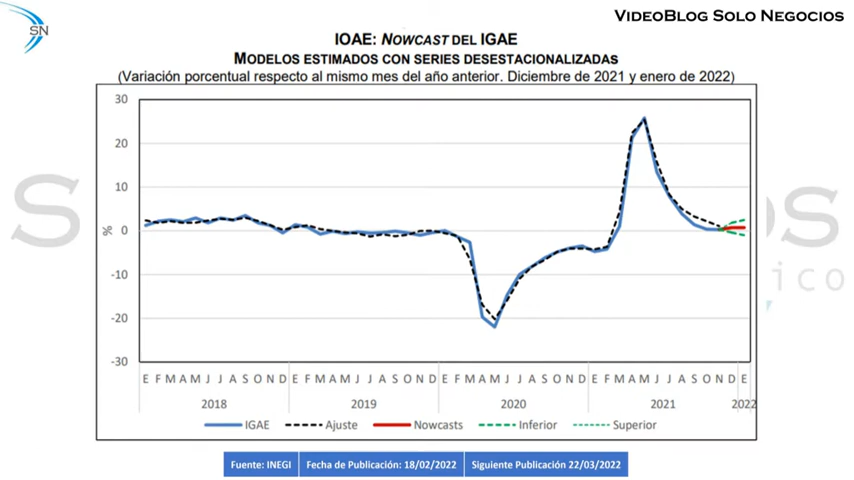 SN
VIDEOBLOG SOLO NEGOCIOS
IOAE: NOWCAST DEL IGAE
MODELOS ESTIMADOS CON SERIES DESESTACIONALIZADAS
(Variación porcentual respecto al mismo mes del año anterior. Diciembre de 2021 y enero de 2022)
30
20
10
0
-10
-20
-30
%
E F M A M J J A S O N D E F M A M J J A S O N D E F M A M J J A S O N D E F M A M J J A S O N D E
2018 2019 2020 2021 2022
IGAE Ajuste Nowcasts Inferior Superior
Fuente: INEGI Fecha de Publicación: 18/02/2022 Siguiente Publicación 22/03/2022